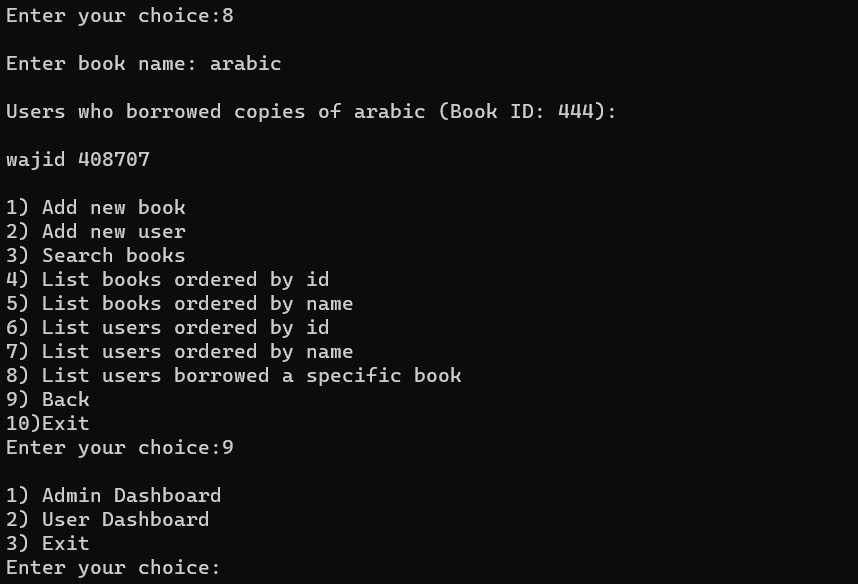 Enter your choice:8
Enter book name: arabic
Users who borrowed copies of arabic (Book ID: 444):
wajid 408707
1) Add new book
2) Add new user
3) Search books
4) List books ordered by id
5) List books ordered by name
6) List users ordered by id
7) List users ordered by name
8) List users borrowed a specific book
9) Back
10)Exit
Enter your choice:9
1) Admin Dashboard
2) User Dashboard
3) Exit
Enter your choice: